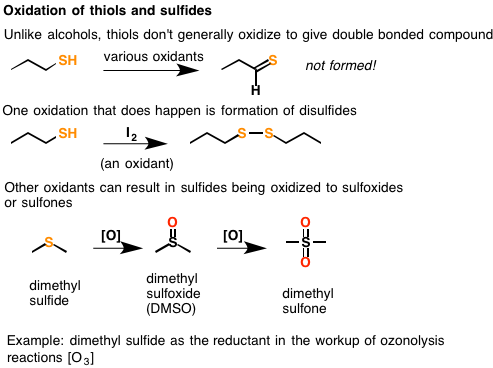 Oxidation of thiols and sulfides
Unlike alcohols, thiols don't generally oxidize to give double bonded compound
SH
various oxidants
S
H
not formed!
One oxidation that does happen is formation of disulfides
SH
I2
(an oxidant)
S–S
Other oxidants can result in sulfides being oxidized to sulfoxides
or sulfones
S
[O]
O
S
[O]
O
S
O
dimethyl
sulfide
dimethyl
sulfoxide
(DMSO)
dimethyl
sulfone
Example: dimethyl sulfide as the reductant in the workup of ozonolysis
reactions [O3]